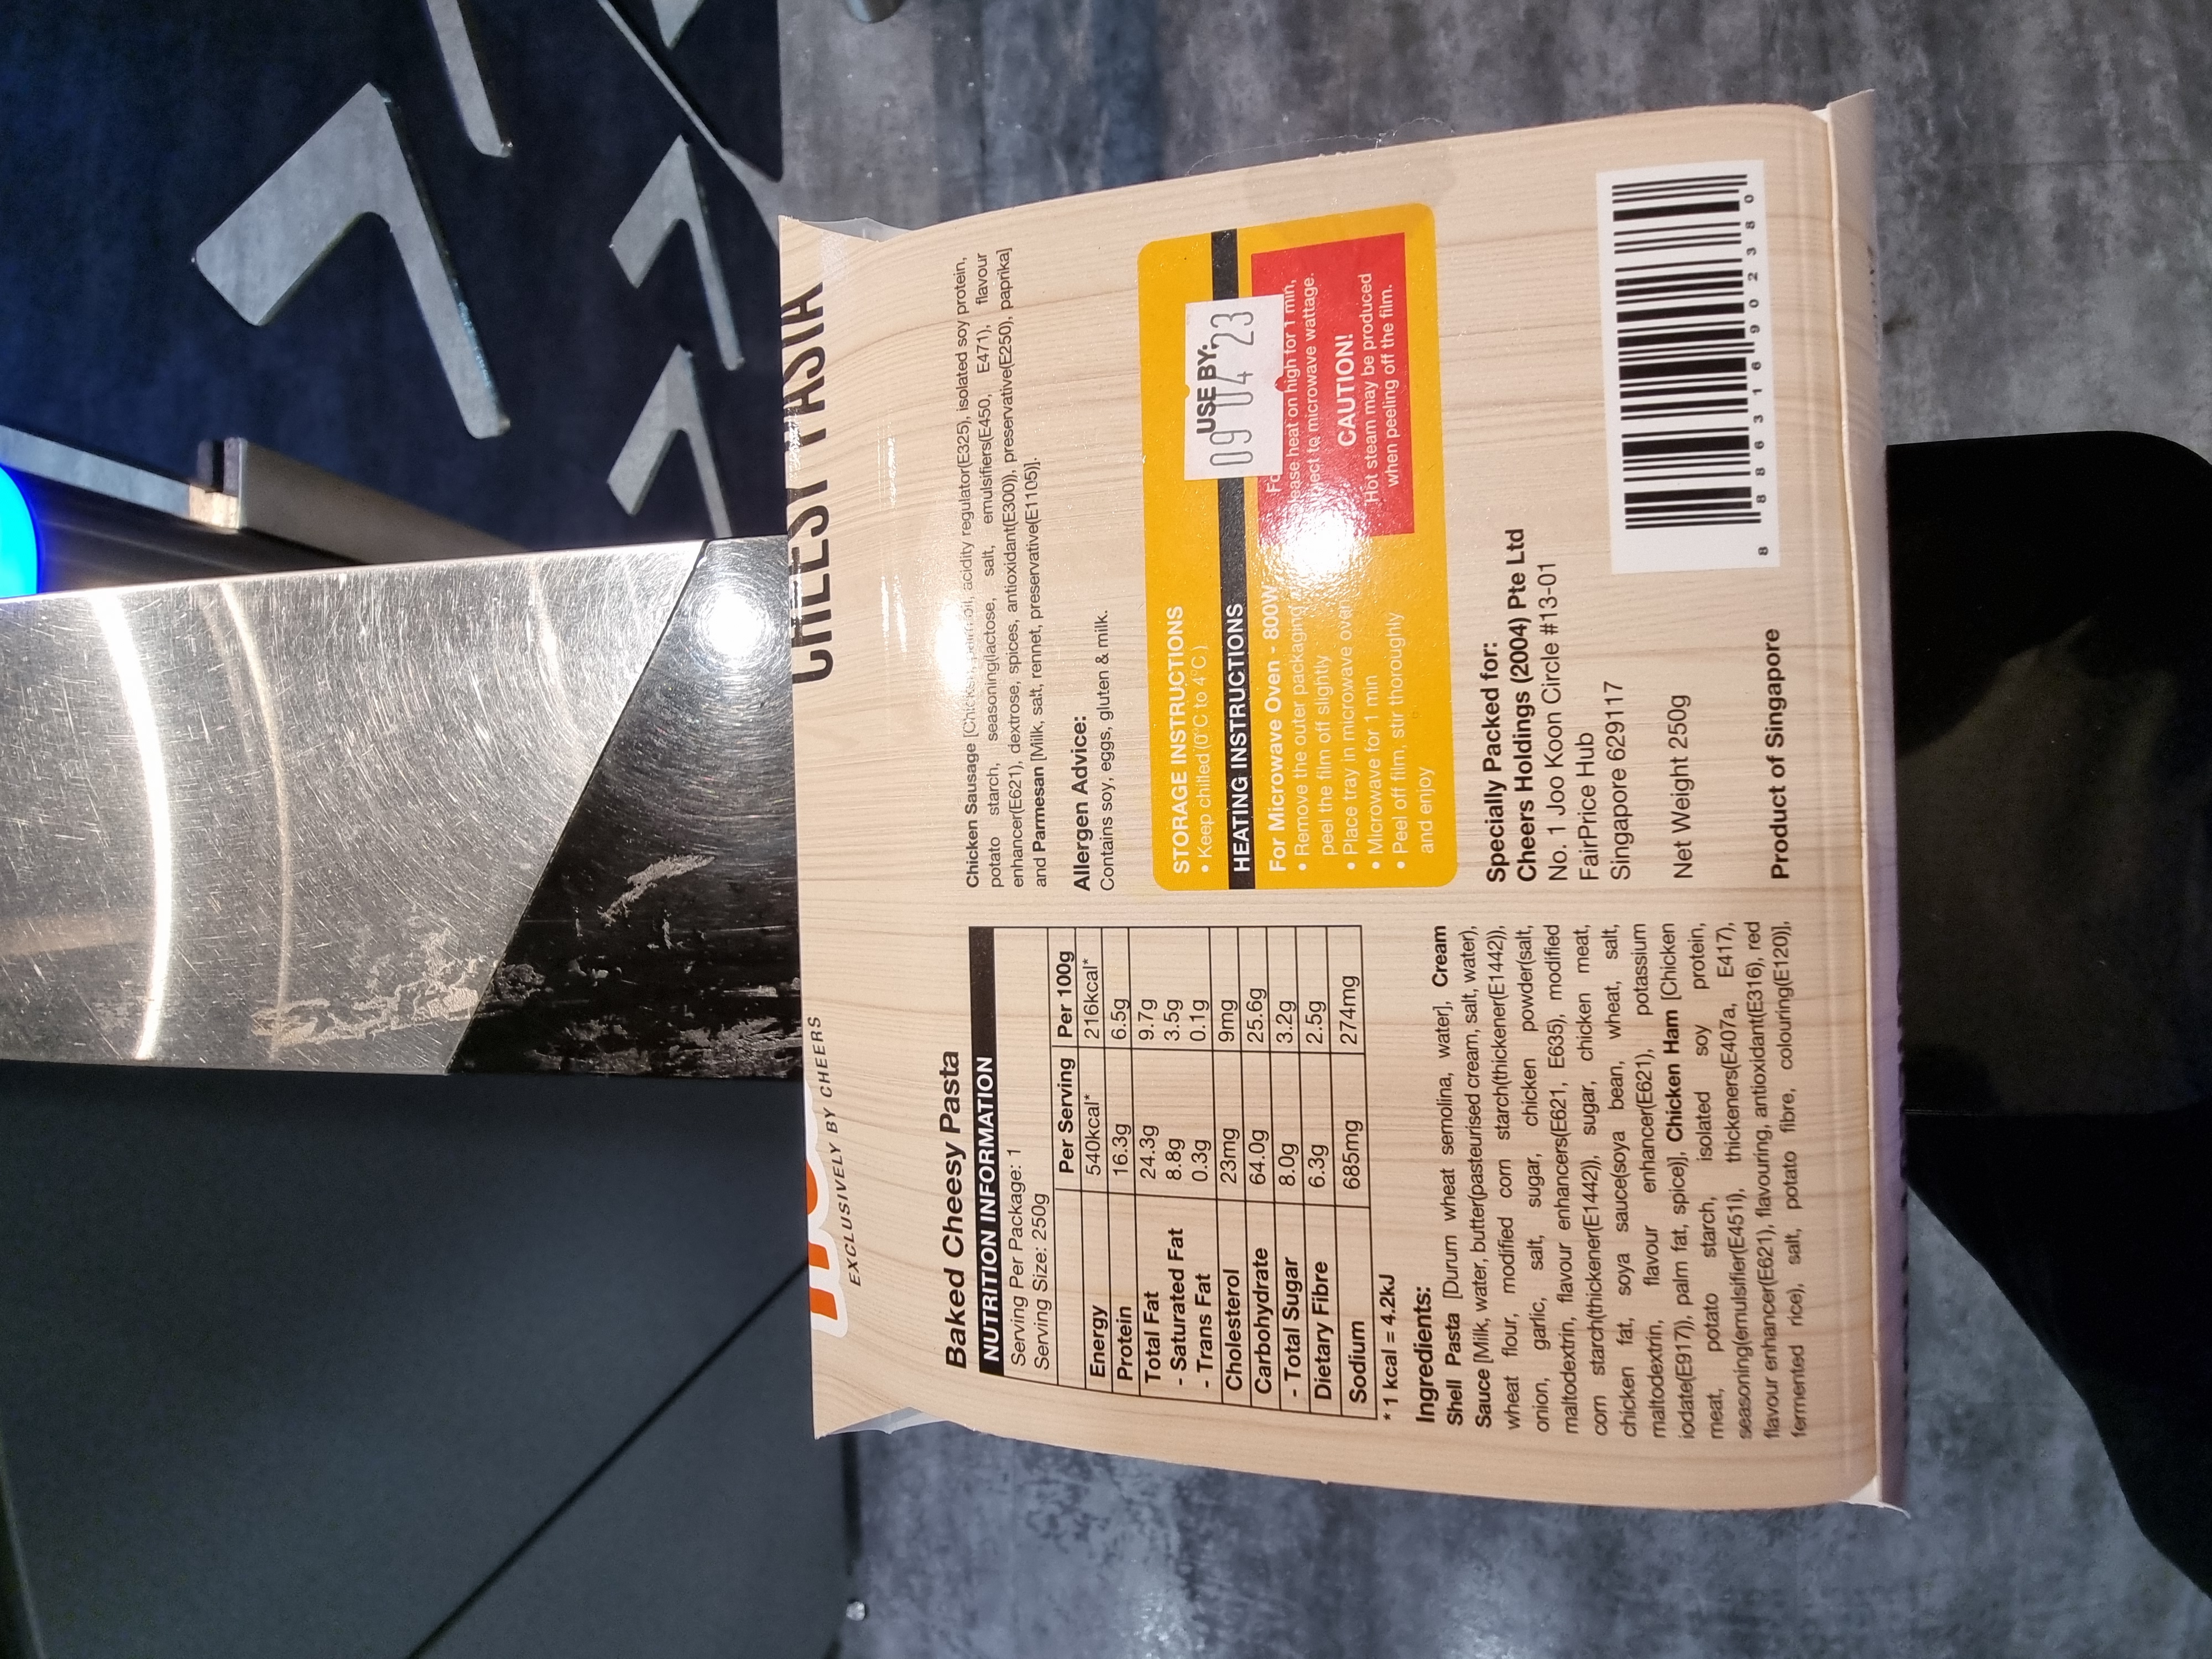 EXCLUSIVELY BY CHEERS
CHEESY PASTA
Baked Cheesy Pasta
NUTRITION INFORMATION
Serving Per Package: 1
Serving Size: 250g
Per Serving Per 100g
Energy 540kcal* 216kcal*
Protein 16.3g 6.5g
Total Fat 24.3g 9.7g
- Saturated Fat 8.8g 3.5g
- Trans Fat 0.3g 0.1g
Cholesterol 23mg 9mg
Carbohydrate 64.0g 25.6g
- Total Sugar 8.0g 3.2g
Dietary Fibre 6.3g 2.5g
Sodium 685mg 274mg
* 1 kcal = 4.2kJ
Ingredients:
Shell Pasta [Durum wheat semolina, water], Cream
Sauce [Milk, water, butter(pasteurised cream, salt, water),
wheat flour, modified corn starch(thickener(E1442)),
onion, garlic, salt, sugar, chicken powder(salt,
maltodextrin, flavour enhancers(E621, E635), modified
corn starch(thickener(E1442)), sugar, chicken meat,
chicken fat, soya sauce(soya bean, wheat, salt,
maltodextrin, flavour enhancer(E621), potassium
iodate(E917)), palm fat, spice)], Chicken Ham [Chicken
meat, potato starch, isolated soy protein,
seasoning(emulsifier(E451i), thickeners(E407a, E417),
flavour enhancer(E621), flavouring, antioxidant(E316), red
fermented rice), salt, potato fibre, colouring(E120)],
Chicken Sausage [Chicken, palm oil, acidity regulator(E325), isolated soy protein,
potato starch, seasoning(lactose, salt, emulsifiers(E450, E471), flavour
enhancer(E621), dextrose, spices, antioxidant(E300)), preservative(E250), paprika]
and Parmesan [Milk, salt, rennet, preservative(E1105)].
Allergen Advice:
Contains soy, eggs, gluten & milk.
STORAGE INSTRUCTIONS
• Keep chilled (0°C to 4°C )
USE BY:
09 04 23
HEATING INSTRUCTIONS
For Microwave Oven - 800W
• Remove the outer packaging
peel the film off slightly
• Place tray in microwave oven
• Microwave for 1 min
• Peel off film, stir thoroughly
and enjoy
heat on high for 1 min,
to microwave wattage.
CAUTION!
Hot steam may be produced
when peeling off the film.
Specially Packed for:
Cheers Holdings (2004) Pte Ltd
No. 1 Joo Koon Circle #13-01
FairPrice Hub
Singapore 629117
Net Weight 250g
Product of Singapore
8 886316 902380